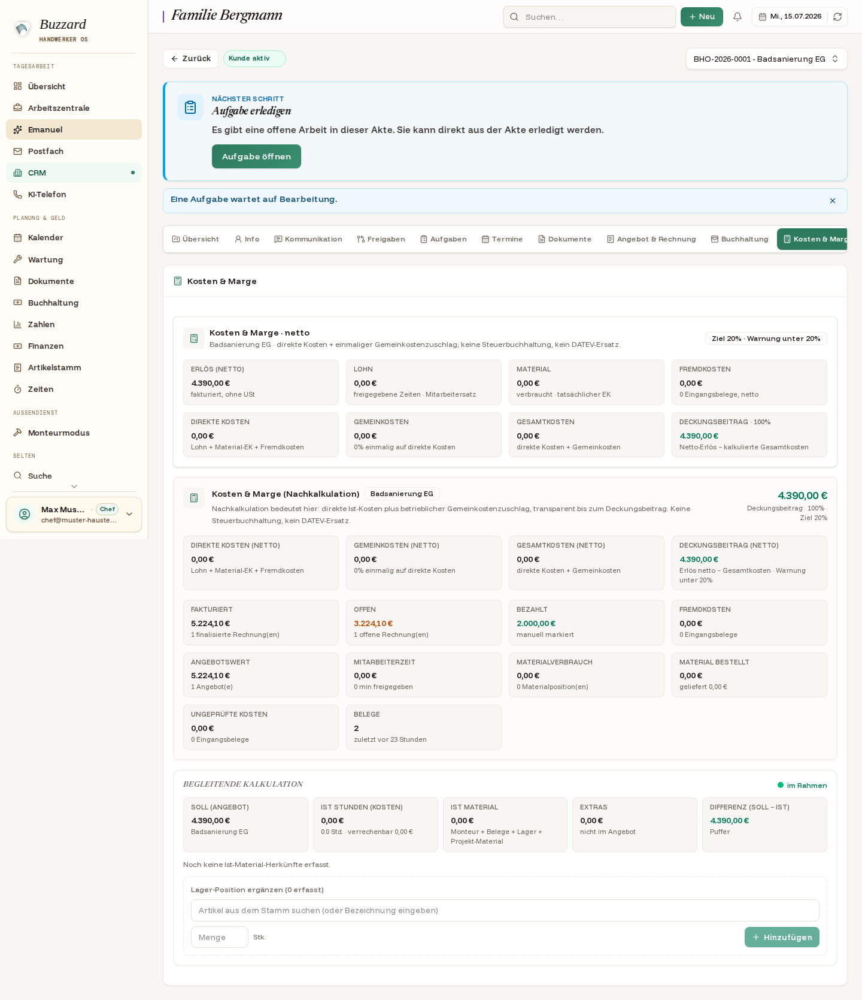 Buzzard
HANDWERKER OS
TAGESARBEIT
Übersicht
Arbeitszentrale
Emanuel
Postfach
CRM
KI-Telefon
PLANUNG & GELD
Kalender
Wartung
Dokumente
Buchhaltung
Zahlen
Finanzen
Artikelstamm
Zeiten
AUSSENDIENST
Monteurmodus
SELTEN
Suche
Max Mus... · Chef
chef@muster-hauste...
Familie Bergmann
Suchen...
Neu
Mi., 15.07.2026
Zurück
Kunde aktiv
BHO-2026-0001 - Badsanierung EG
NÄCHSTER SCHRITT
Aufgabe erledigen
Es gibt eine offene Arbeit in dieser Akte. Sie kann direkt aus der Akte erledigt werden.
Aufgabe öffnen
Eine Aufgabe wartet auf Bearbeitung.
Übersicht Info Kommunikation Freigaben Aufgaben Termine Dokumente Angebot & Rechnung Buchhaltung Kosten & Marg
Kosten & Marge
Kosten & Marge · netto
Badsanierung EG · direkte Kosten + einmaliger Gemeinkostenzuschlag; keine Steuerbuchhaltung, kein DATEV-Ersatz.
Ziel 20% · Warnung unter 20%
ERLÖS (NETTO)
4.390,00 €
fakturiert, ohne USt
LOHN
0,00 €
freigegebene Zeiten · Mitarbeitersatz
MATERIAL
0,00 €
verbraucht · tatsächlicher EK
FREMDKOSTEN
0,00 €
0 Eingangsbelege, netto
DIREKTE KOSTEN
0,00 €
Lohn + Material-EK + Fremdkosten
GEMEINKOSTEN
0,00 €
0% einmalig auf direkte Kosten
GESAMTKOSTEN
0,00 €
direkte Kosten + Gemeinkosten
DECKUNGSBEITRAG · 100%
4.390,00 €
Netto-Erlös − kalkulierte Gesamtkosten
Kosten & Marge (Nachkalkulation)
Badsanierung EG
Nachkalkulation bedeutet hier: direkte Ist-Kosten plus betrieblicher Gemeinkostenzuschlag, transparent bis zum Deckungsbeitrag. Keine
Steuerbuchhaltung, kein DATEV-Ersatz.
4.390,00 €
Deckungsbeitrag · 100% ·
Ziel 20%
DIREKTE KOSTEN (NETTO)
0,00 €
Lohn + Material-EK + Fremdkosten
GEMEINKOSTEN (NETTO)
0,00 €
0% einmalig auf direkte Kosten
GESAMTKOSTEN (NETTO)
0,00 €
direkte Kosten + Gemeinkosten
DECKUNGSBEITRAG (NETTO)
4.390,00 €
Erlös netto − Gesamtkosten · Warnung
unter 20%
FAKTURIERT
5.224,10 €
1 finalisierte Rechnung(en)
OFFEN
3.224,10 €
1 offene Rechnung(en)
BEZAHLT
2.000,00 €
manuell markiert
FREMDKOSTEN
0,00 €
0 Eingangsbelege
ANGEBOTSWERT
5.224,10 €
1 Angebot(e)
MITARBEITERZEIT
0,00 €
0 min freigegeben
MATERIALVERBRAUCH
0,00 €
0 Materialposition(en)
MATERIAL BESTELLT
0,00 €
geliefert 0,00 €
UNGEPRÜFTE KOSTEN
0,00 €
0 Eingangsbelege
BELEGE
2
zuletzt vor 23 Stunden
BEGLEITENDE KALKULATION
im Rahmen
SOLL (ANGEBOT)
4.390,00 €
Badsanierung EG
IST STUNDEN (KOSTEN)
0,00 €
0.0 Std. · verrechenbar 0,00 €
IST MATERIAL
0,00 €
Monteur + Belege + Lager +
Projekt-Material
EXTRAS
0,00 €
nicht im Angebot
DIFFERENZ (SOLL − IST)
4.390,00 €
Puffer
Noch keine Ist-Material-Herkünfte erfasst.
Lager-Position ergänzen (0 erfasst)
Artikel aus dem Stamm suchen (oder Bezeichnung eingeben)
Menge
Stk.
Hinzufügen